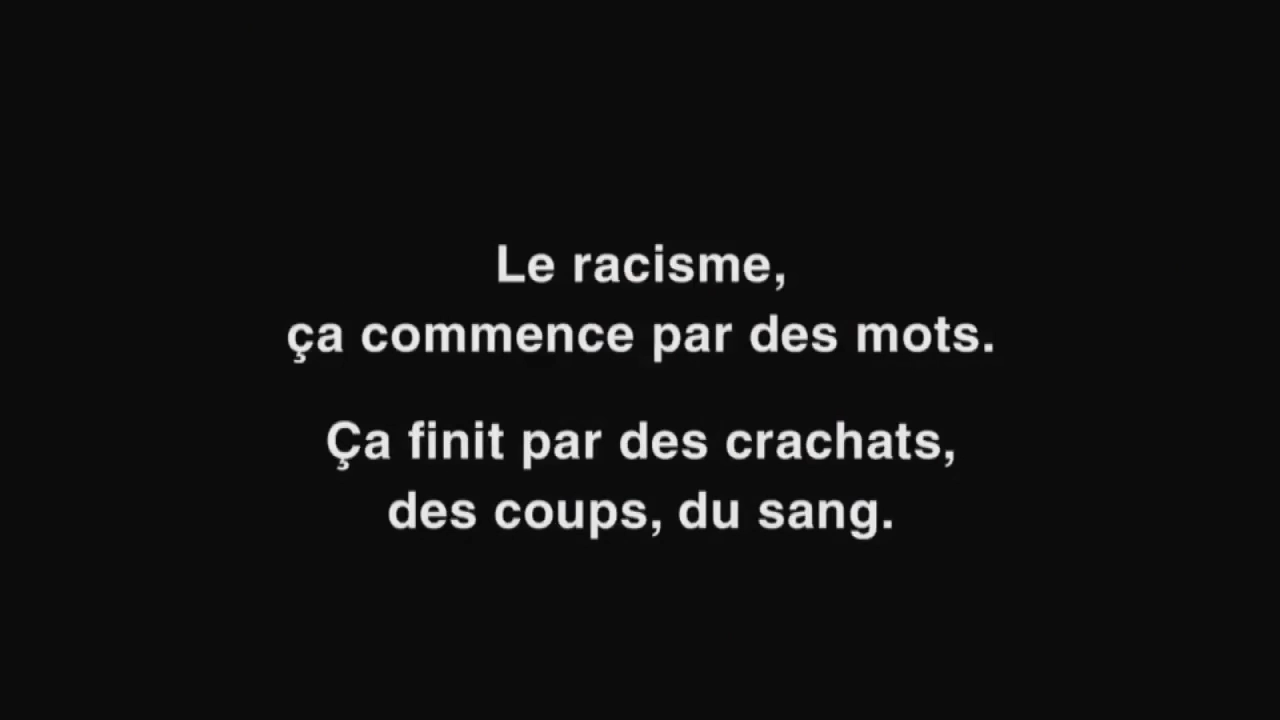 Le racisme,
ça commence par des mots.
Ça finit par des crachats,
des coups, du sang.